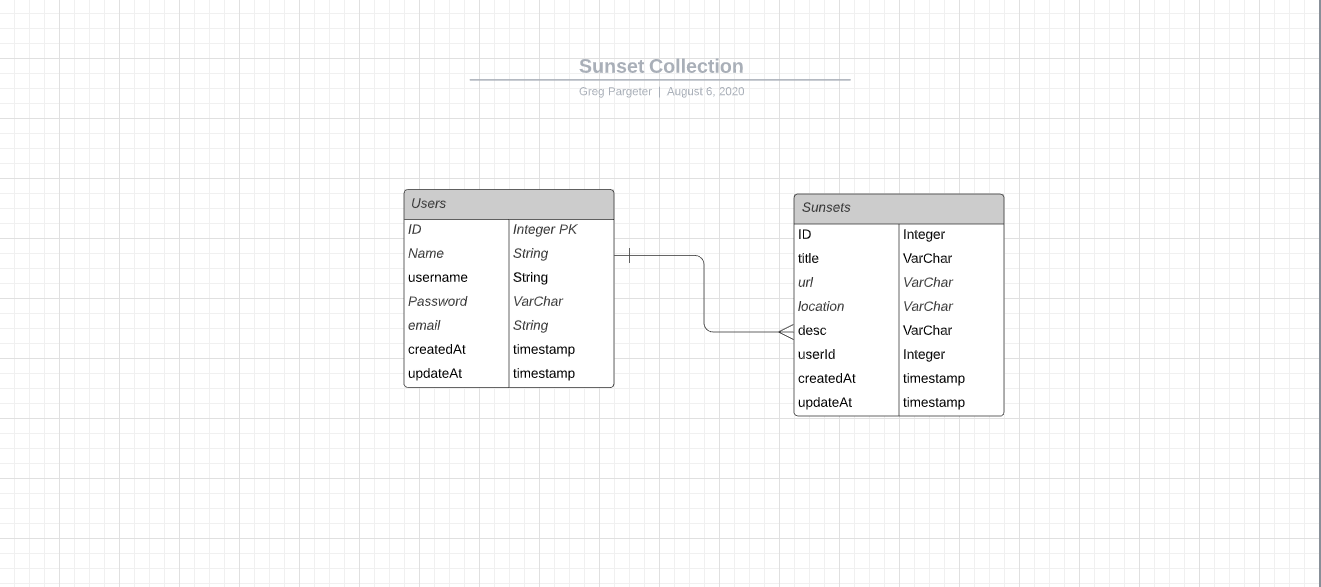 Sunset Collection
Greg Pargeter | August 6, 2020
Users
ID Integer PK
Name String
username String
Password VarChar
email String
createdAt timestamp
updateAt timestamp
Sunsets
ID Integer
title VarChar
url VarChar
location VarChar
desc VarChar
userId Integer
createdAt timestamp
updateAt timestamp